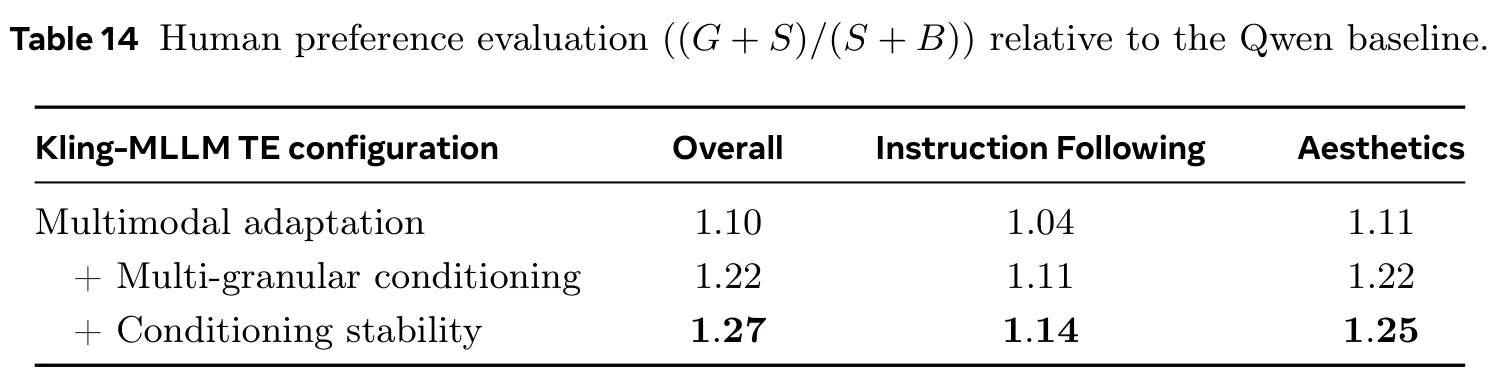 Table 14 Human preference evaluation ((G + S)/(S + B)) relative to the Qwen baseline.
Kling-MLLM TE configuration Overall Instruction Following Aesthetics
Multimodal adaptation 1.10 1.04 1.11
+ Multi-granular conditioning 1.22 1.11 1.22
+ Conditioning stability 1.27 1.14 1.25